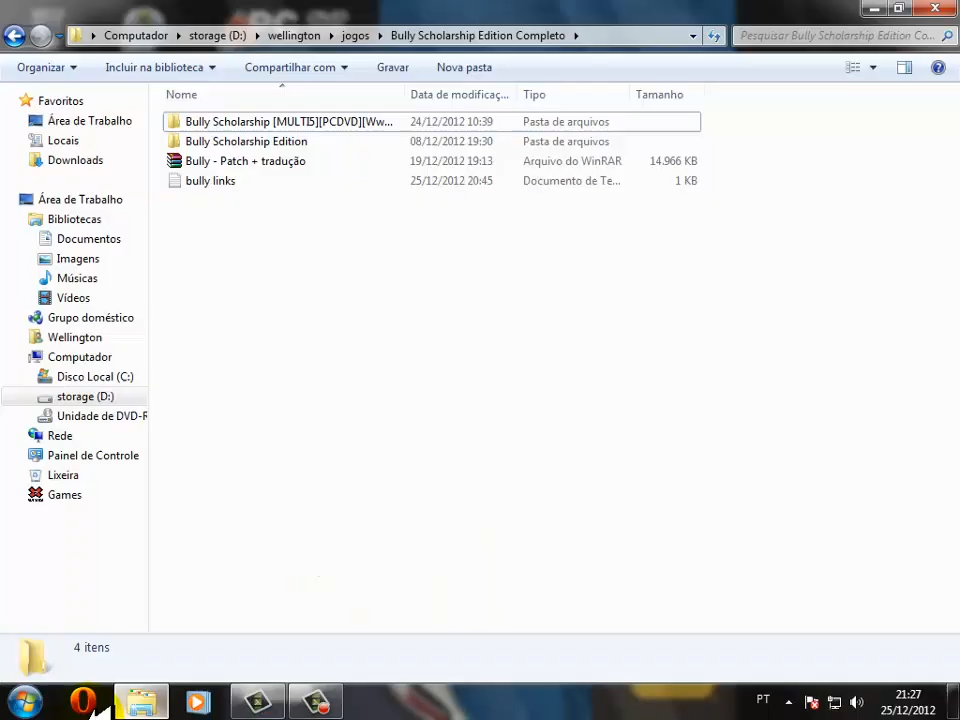 Computador storage (D:) wellington jogos Bully Scholarship Edition Completo
Pesquisar Bully Scholarship Edition Co...
Organizar Incluir na biblioteca Compartilhar com Gravar Nova pasta
Nome Data de modificaç... Tipo Tamanho
Bully Scholarship [MULTI5][PCDVD][Ww... 24/12/2012 10:39 Pasta de arquivos
Bully Scholarship Edition 08/12/2012 19:30 Pasta de arquivos
Bully - Patch + tradução 19/12/2012 19:13 Arquivo do WinRAR 14.966 KB
bully links 25/12/2012 20:45 Documento de Te... 1 KB
Favoritos
Área de Trabalho
Locais
Downloads
Área de Trabalho
Bibliotecas
Documentos
Imagens
Músicas
Vídeos
Grupo doméstico
Wellington
Computador
Disco Local (C:)
storage (D:)
Unidade de DVD-R
Rede
Painel de Controle
Lixeira
Games
4 itens
PT
21:27
25/12/2012